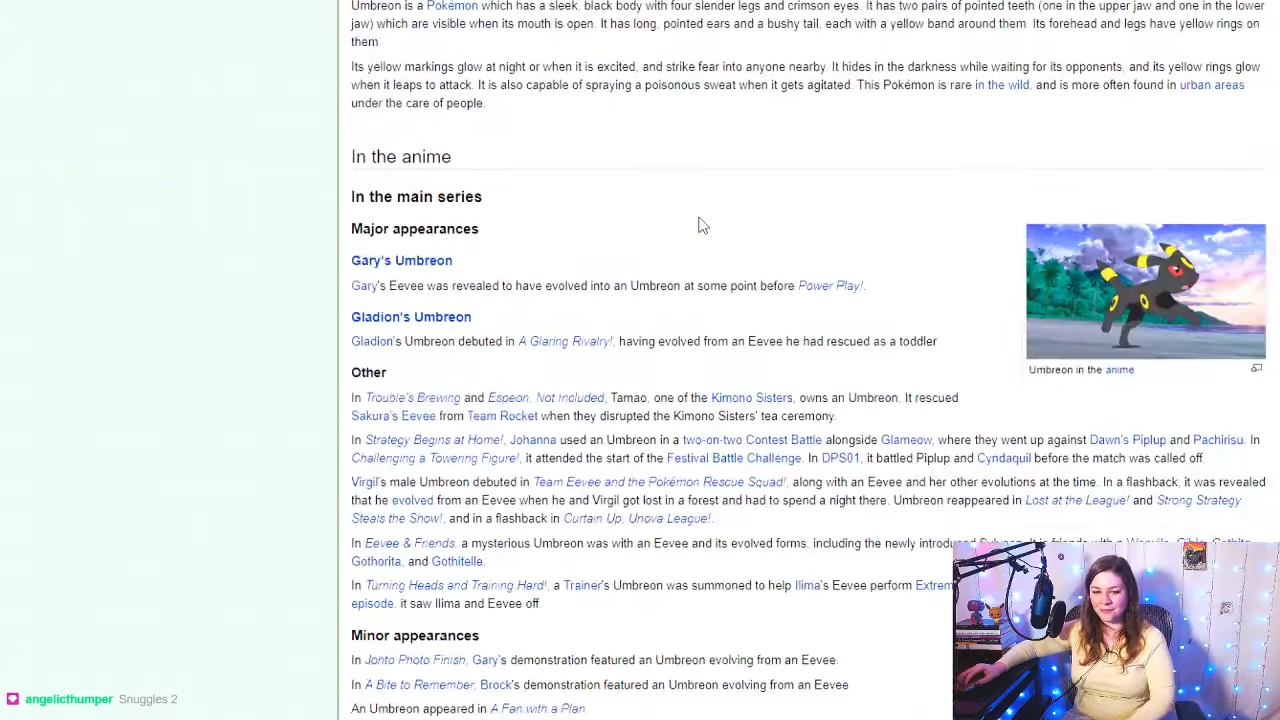 Umbreon is a Pokémon which has a sleek, black body with four slender legs and crimson eyes. It has two pairs of pointed teeth (one in the upper jaw and one in the lower
jaw) which are visible when its mouth is open. It has long, pointed ears and a bushy tail, each with a yellow band around them. Its forehead and legs have yellow rings on
them.
Its yellow markings glow at night or when it is excited, and strike fear into anyone nearby. It hides in the darkness while waiting for its opponents, and its yellow rings glow
when it leaps to attack. It is also capable of spraying a poisonous sweat when it gets agitated. This Pokémon is rare in the wild, and is more often found in urban areas
under the care of people.
In the anime
In the main series
Major appearances
Gary's Umbreon
Gary's Eevee was revealed to have evolved into an Umbreon at some point before Power Play!.
Gladion's Umbreon
Gladion's Umbreon debuted in A Glaring Rivalry!, having evolved from an Eevee he had rescued as a toddler
Umbreon in the anime
Other
In Trouble's Brewing and Espeon, Not Included, Tamao, one of the Kimono Sisters, owns an Umbreon. It rescued
Sakura's Eevee from Team Rocket when they disrupted the Kimono Sisters' tea ceremony.
In Strategy Begins at Home!, Johanna used an Umbreon in a two-on-two Contest Battle alongside Glameow, where they went up against Dawn's Piplup and Pachirisu. In
Challenging a Towering Figure!, it attended the start of the Festival Battle Challenge. In DPS01, it battled Piplup and Cyndaquil before the match was called off.
Virgil's male Umbreon debuted in Team Eevee and the Pokémon Rescue Squad!, along with an Eevee and her other evolutions at the time. In a flashback, it was revealed
that he evolved from an Eevee when he and Virgil got lost in a forest and had to spend a night there. Umbreon reappeared in Lost at the League! and Strong Strategy
Steals the Show!, and in a flashback in Curtain Up, Unova League!.
In Eevee & Friends, a mysterious Umbreon was with an Eevee and its evolved forms, including the newly introduced
Gothorita, and Gothitelle.
In Turning Heads and Training Hard!, a Trainer's Umbreon was summoned to help Ilima's Eevee perform Extrem
episode, it saw Ilima and Eevee off.
Minor appearances
In Johto Photo Finish, Gary's demonstration featured an Umbreon evolving from an Eevee.
In A Bite to Remember, Brock's demonstration featured an Umbreon evolving from an Eevee
An Umbreon appeared in A Fan with a Plan.
angelicthumper Snuggles 2